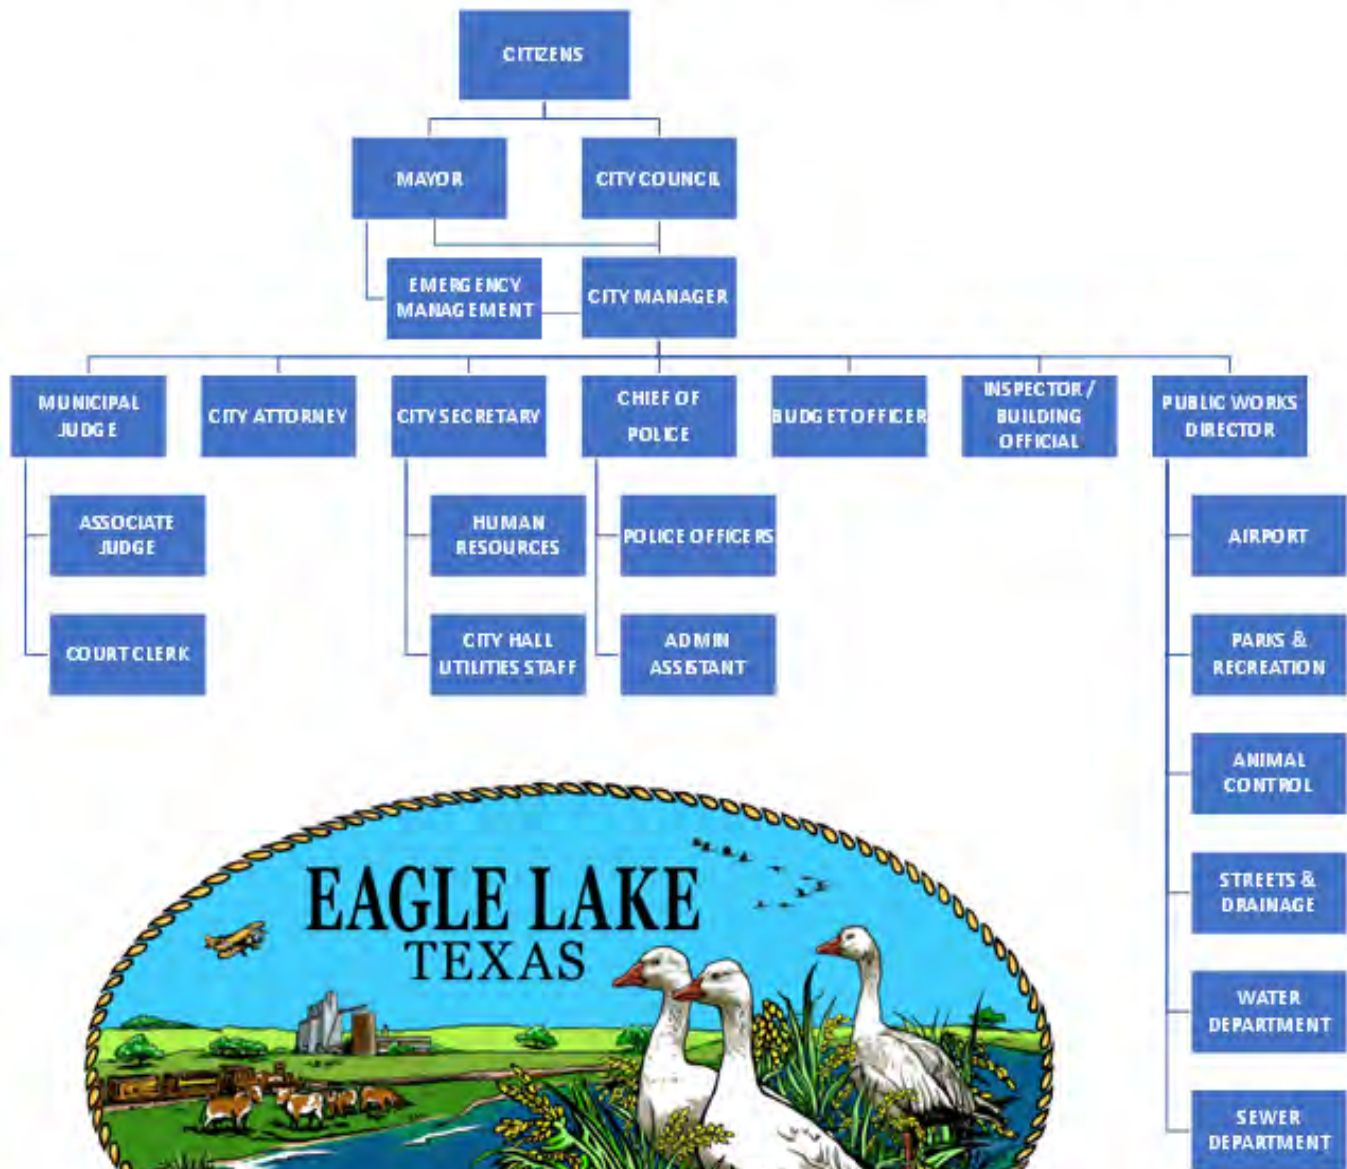 CITIZENS
MAYOR
CITY COUNCIL
EMERGENCY
MANAGEMENT
CITY MANAGER
MUNICIPAL
JUDGE
CITY ATTORNEY
CITY SECRETARY
CHIEF OF
POLICE
BUDGET OFFICER
INSPECTOR /
BUILDING
OFFICIAL
PUBLIC WORKS
DIRECTOR
ASSOCIATE
JUDGE
HUMAN
RESOURCES
POLICE OFFICERS
AIRPORT
COURT CLERK
CITY HALL
UTILITIES STAFF
ADMIN
ASSISTANT
PARKS &
RECREATION
ANIMAL
CONTROL
STREETS &
DRAINAGE
WATER
DEPARTMENT
SEWER
DEPARTMENT
EAGLE LAKE
TEXAS